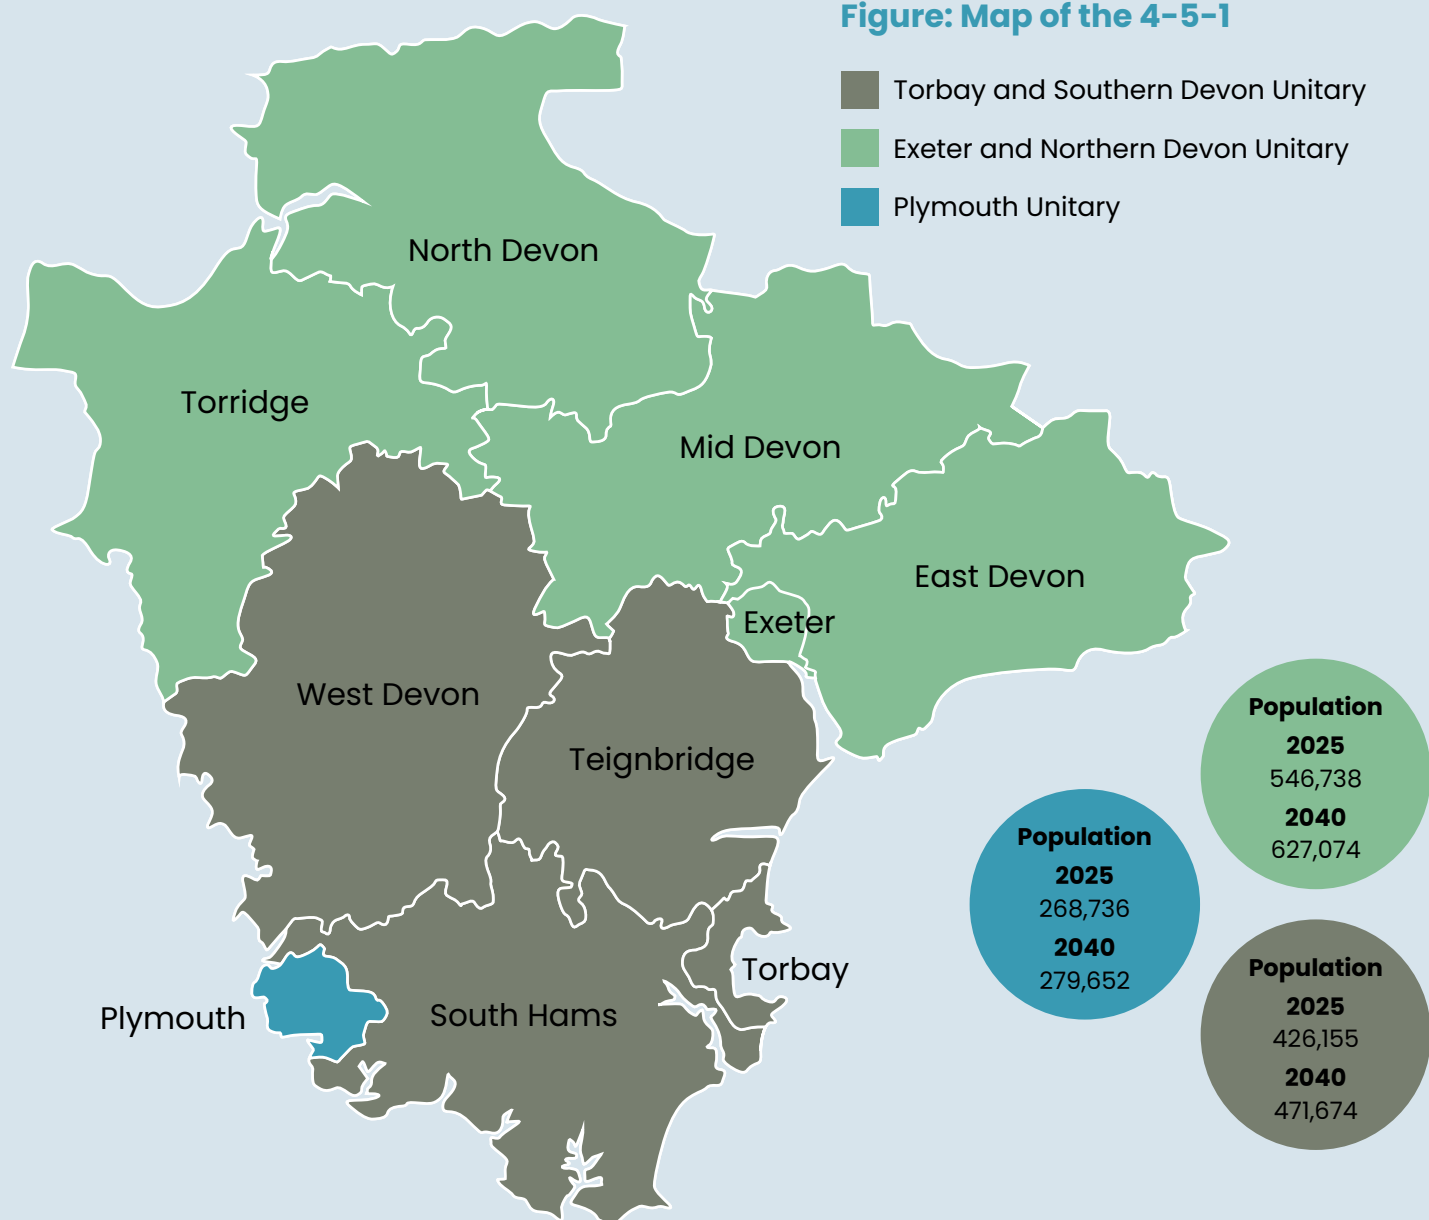 Figure: Map of the 4-5-1
Torbay and Southern Devon Unitary
Exeter and Northern Devon Unitary
Plymouth Unitary
North Devon
Torridge
Mid Devon
East Devon
Exeter
West Devon
Teignbridge
Torbay
Plymouth
South Hams
Population
2025
546,738
2040
627,074
Population
2025
268,736
2040
279,652
Population
2025
426,155
2040
471,674